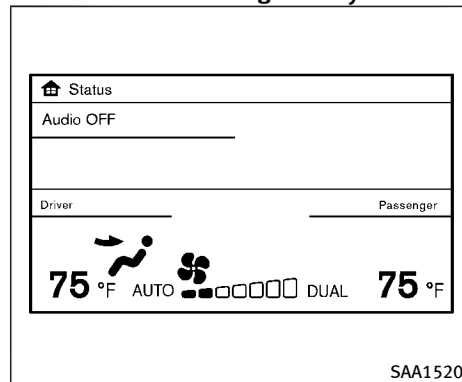 Status
Audio OFF
Driver Passenger
75 °F AUTO DUAL 75 °F
SAA1520